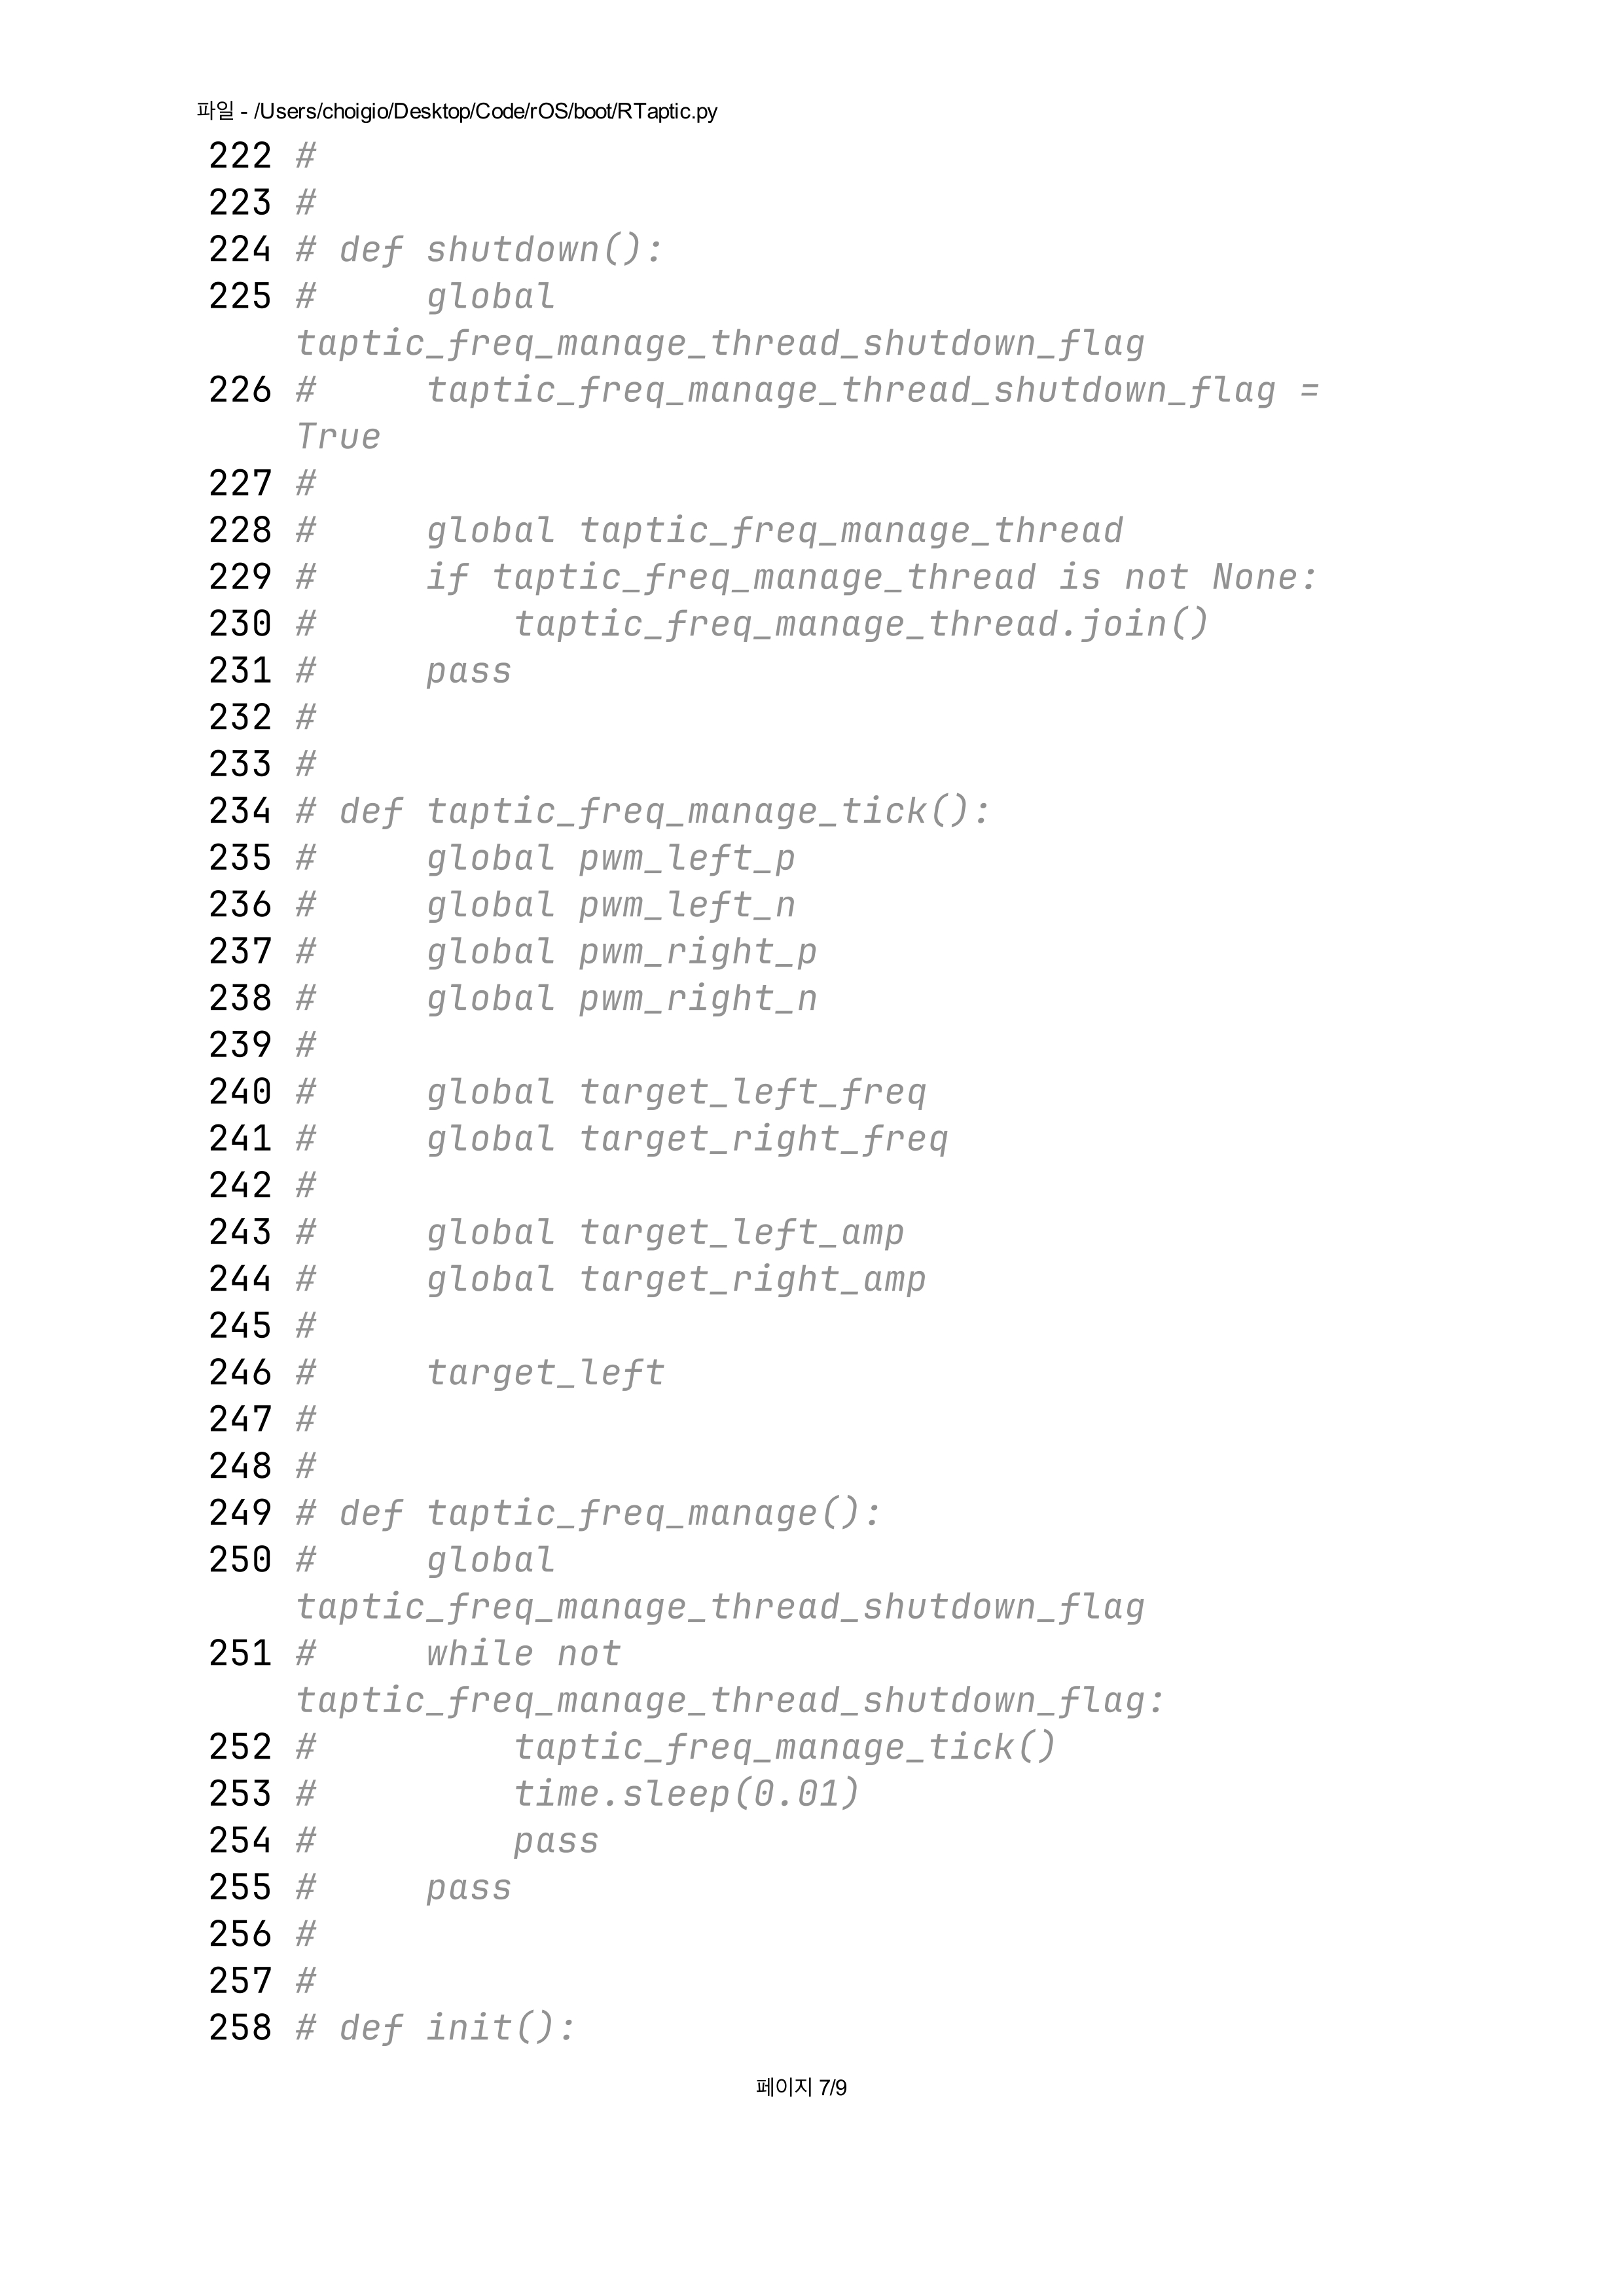 파일 - /Users/choigio/Desktop/Code/rOS/boot/RTaptic.py
222 #
223 #
224 # def shutdown():
225 #     global
taptic_freq_manage_thread_shutdown_flag
226 #     taptic_freq_manage_thread_shutdown_flag =
True
227 #
228 #     global taptic_freq_manage_thread
229 #     if taptic_freq_manage_thread is not None:
230 #         taptic_freq_manage_thread.join()
231 #     pass
232 #
233 #
234 # def taptic_freq_manage_tick():
235 #     global pwm_left_p
236 #     global pwm_left_n
237 #     global pwm_right_p
238 #     global pwm_right_n
239 #
240 #     global target_left_freq
241 #     global target_right_freq
242 #
243 #     global target_left_amp
244 #     global target_right_amp
245 #
246 #     target_left
247 #
248 #
249 # def taptic_freq_manage():
250 #     global
taptic_freq_manage_thread_shutdown_flag
251 #     while not
taptic_freq_manage_thread_shutdown_flag:
252 #         taptic_freq_manage_tick()
253 #         time.sleep(0.01)
254 #         pass
255 #     pass
256 #
257 #
258 # def init():
페이지 7/9